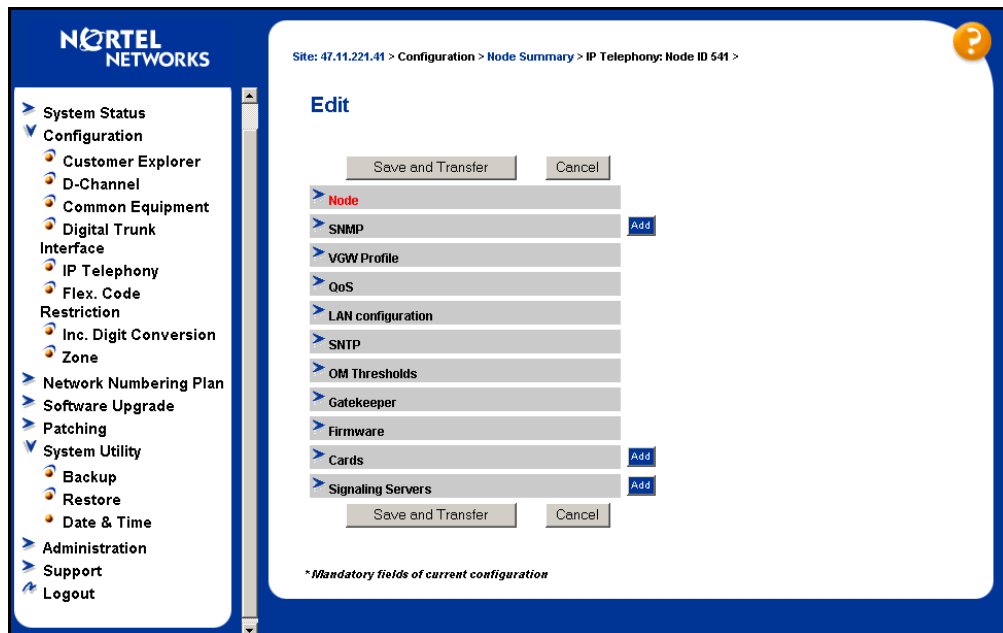 NORTEL
NETWORKS
System Status
Configuration
Customer Explorer
D-Channel
Common Equipment
Digital Trunk
Interface
IP Telephony
Flex. Code
Restriction
Inc. Digit Conversion
Zone
Network Numbering Plan
Software Upgrade
Patching
System Utility
Backup
Restore
Date & Time
Administration
Support
Logout
Site: 47.11.221.41 > Configuration > Node Summary > IP Telephony: Node ID 541 >
?
Edit
Save and Transfer Cancel
Node
SNMP Add
VGW Profile
QoS
LAN configuration
SNTP
OM Thresholds
Gatekeeper
Firmware
Cards Add
Signaling Servers Add
Save and Transfer Cancel
* Mandatory fields of current configuration